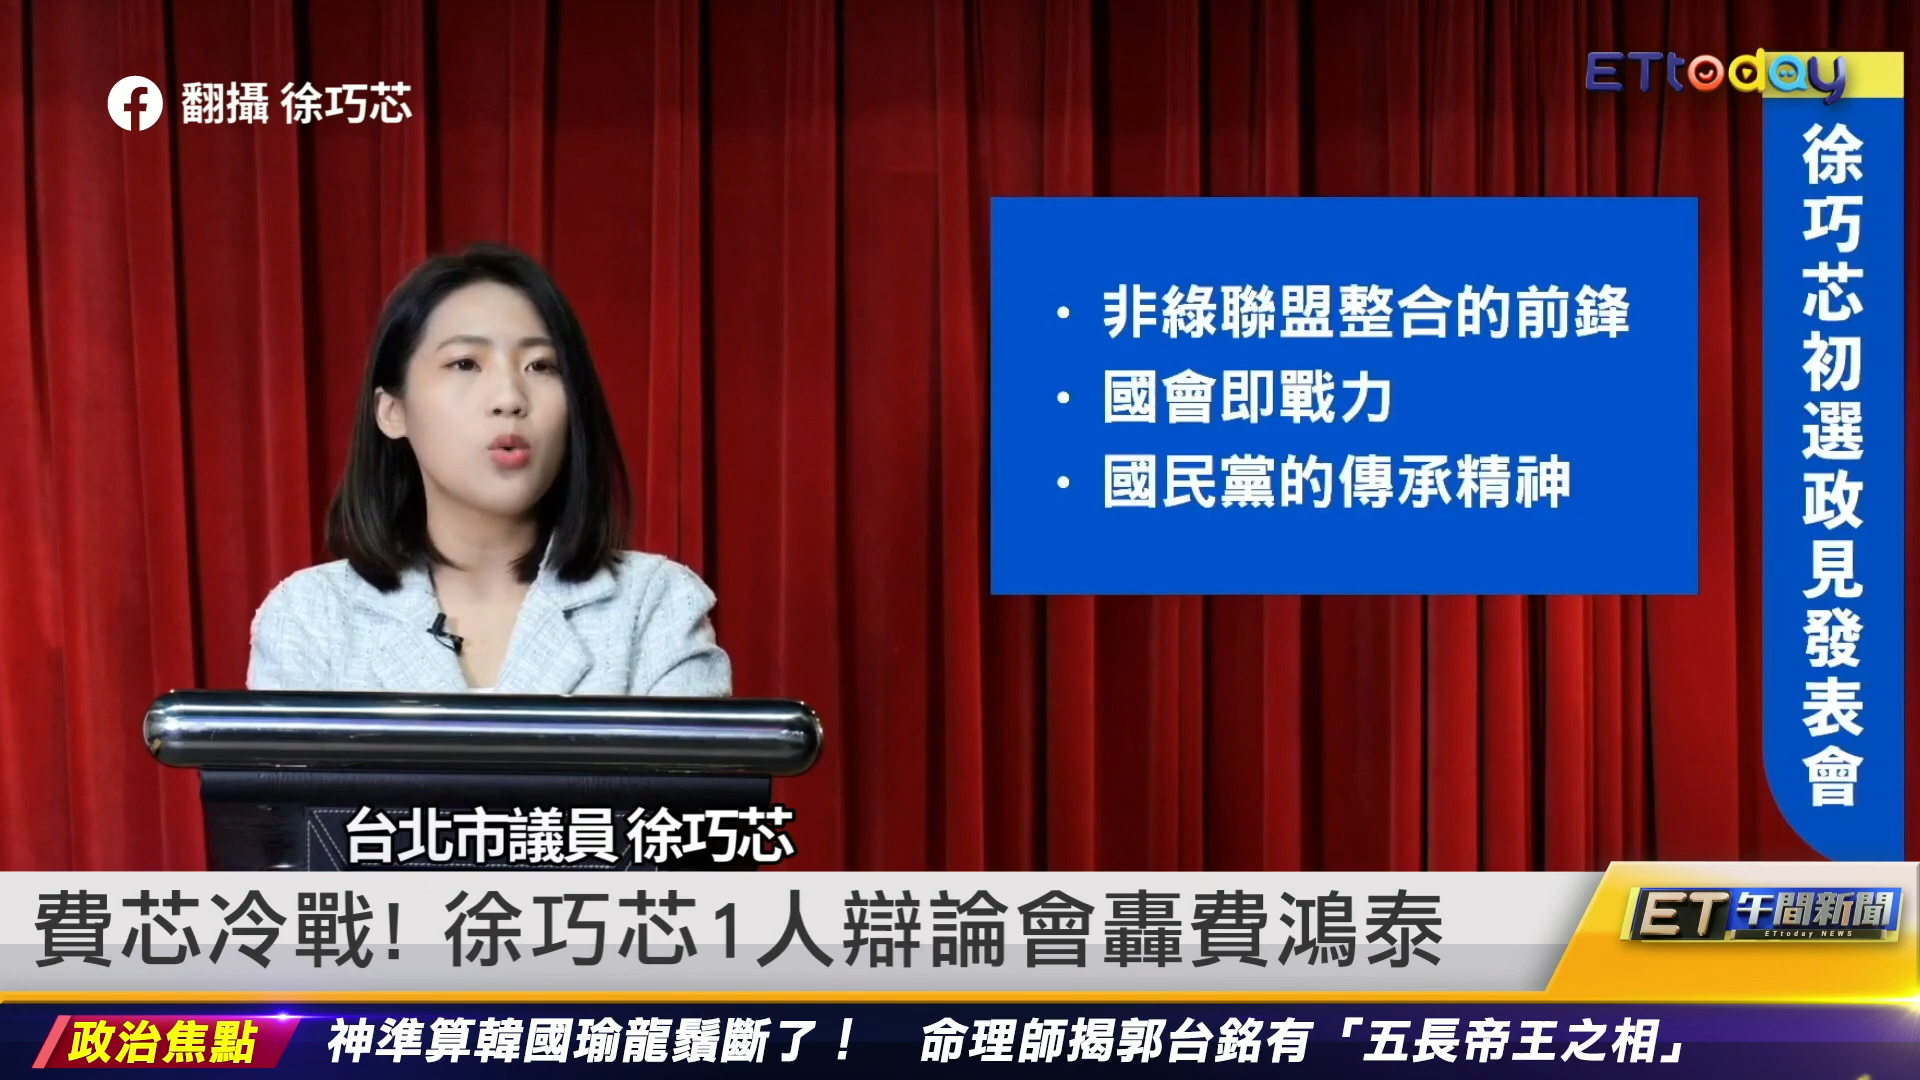 翻攝 徐巧芯
ETtoday
徐巧芯初選政見發表會
• 非綠聯盟整合的前鋒
• 國會即戰力
• 國民黨的傳承精神
台北市議員 徐巧芯
費芯冷戰! 徐巧芯1人辯論會轟費鴻泰
ET午間新聞
ETtoday NEWS
政治焦點 神準算韓國瑜龍鬚斷了！ 命理師揭郭台銘有「五長帝王之相」